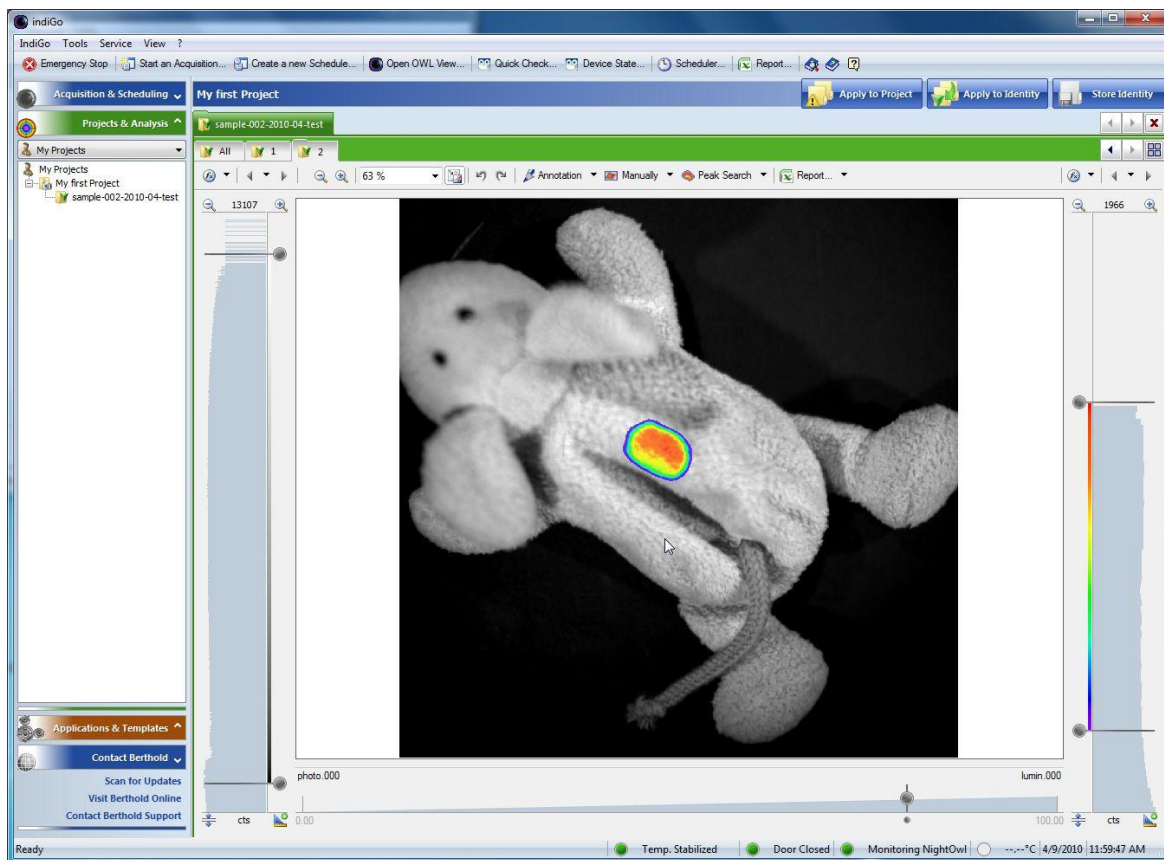 indiGo
IndiGo Tools Service View ?
Emergency Stop Start an Acquisition... Create a new Schedule... Open OWL View... Quick Check... Device State... Scheduler... Report...
Acquisition & Scheduling My first Project Apply to Project Apply to Identity Store Identity
Projects & Analysis sample-002-2010-04-test
My Projects All 1 2
My Projects
My first Project 63 % Annotation Manually Peak Search Report...
sample-002-2010-04-test
13107 1966
Applications & Templates
Contact Berthold
Scan for Updates photo.000 lumin.000
Visit Berthold Online
Contact Berthold Support cts 0.00 100.00 cts
Ready Temp. Stabilized Door Closed Monitoring NightOwl --.--°C 4/9/2010 11:59:47 AM